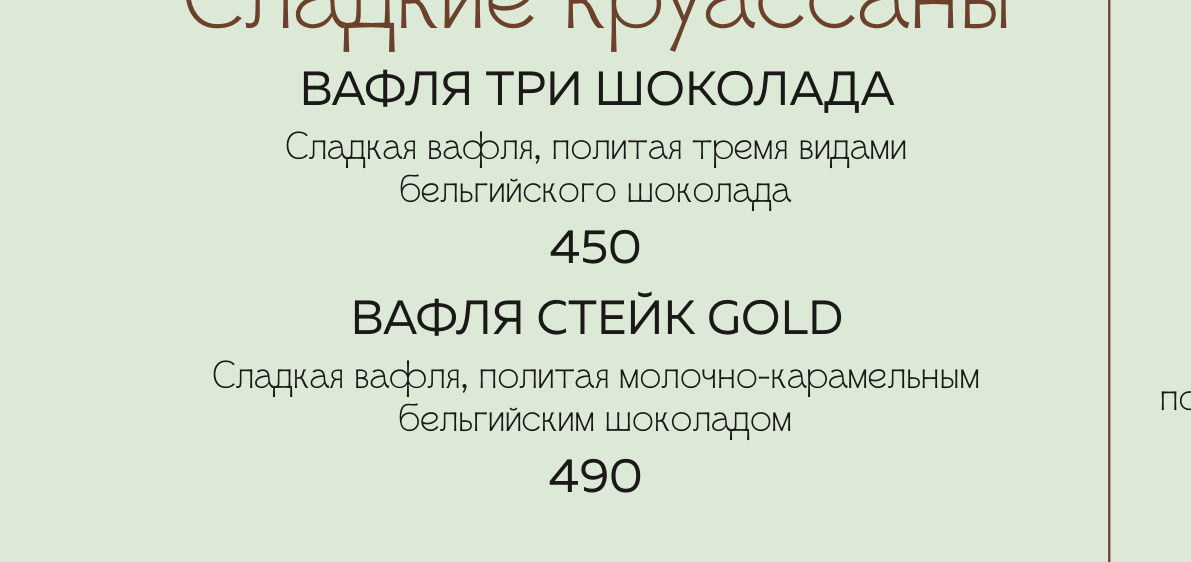 Сладкие круассаны
ВАФЛЯ ТРИ ШОКОЛАДА
Сладкая вафля, политая тремя видами
бельгийского шоколада
450
ВАФЛЯ СТЕЙК GOLD
Сладкая вафля, политая молочно-карамельным
бельгийским шоколадом
490